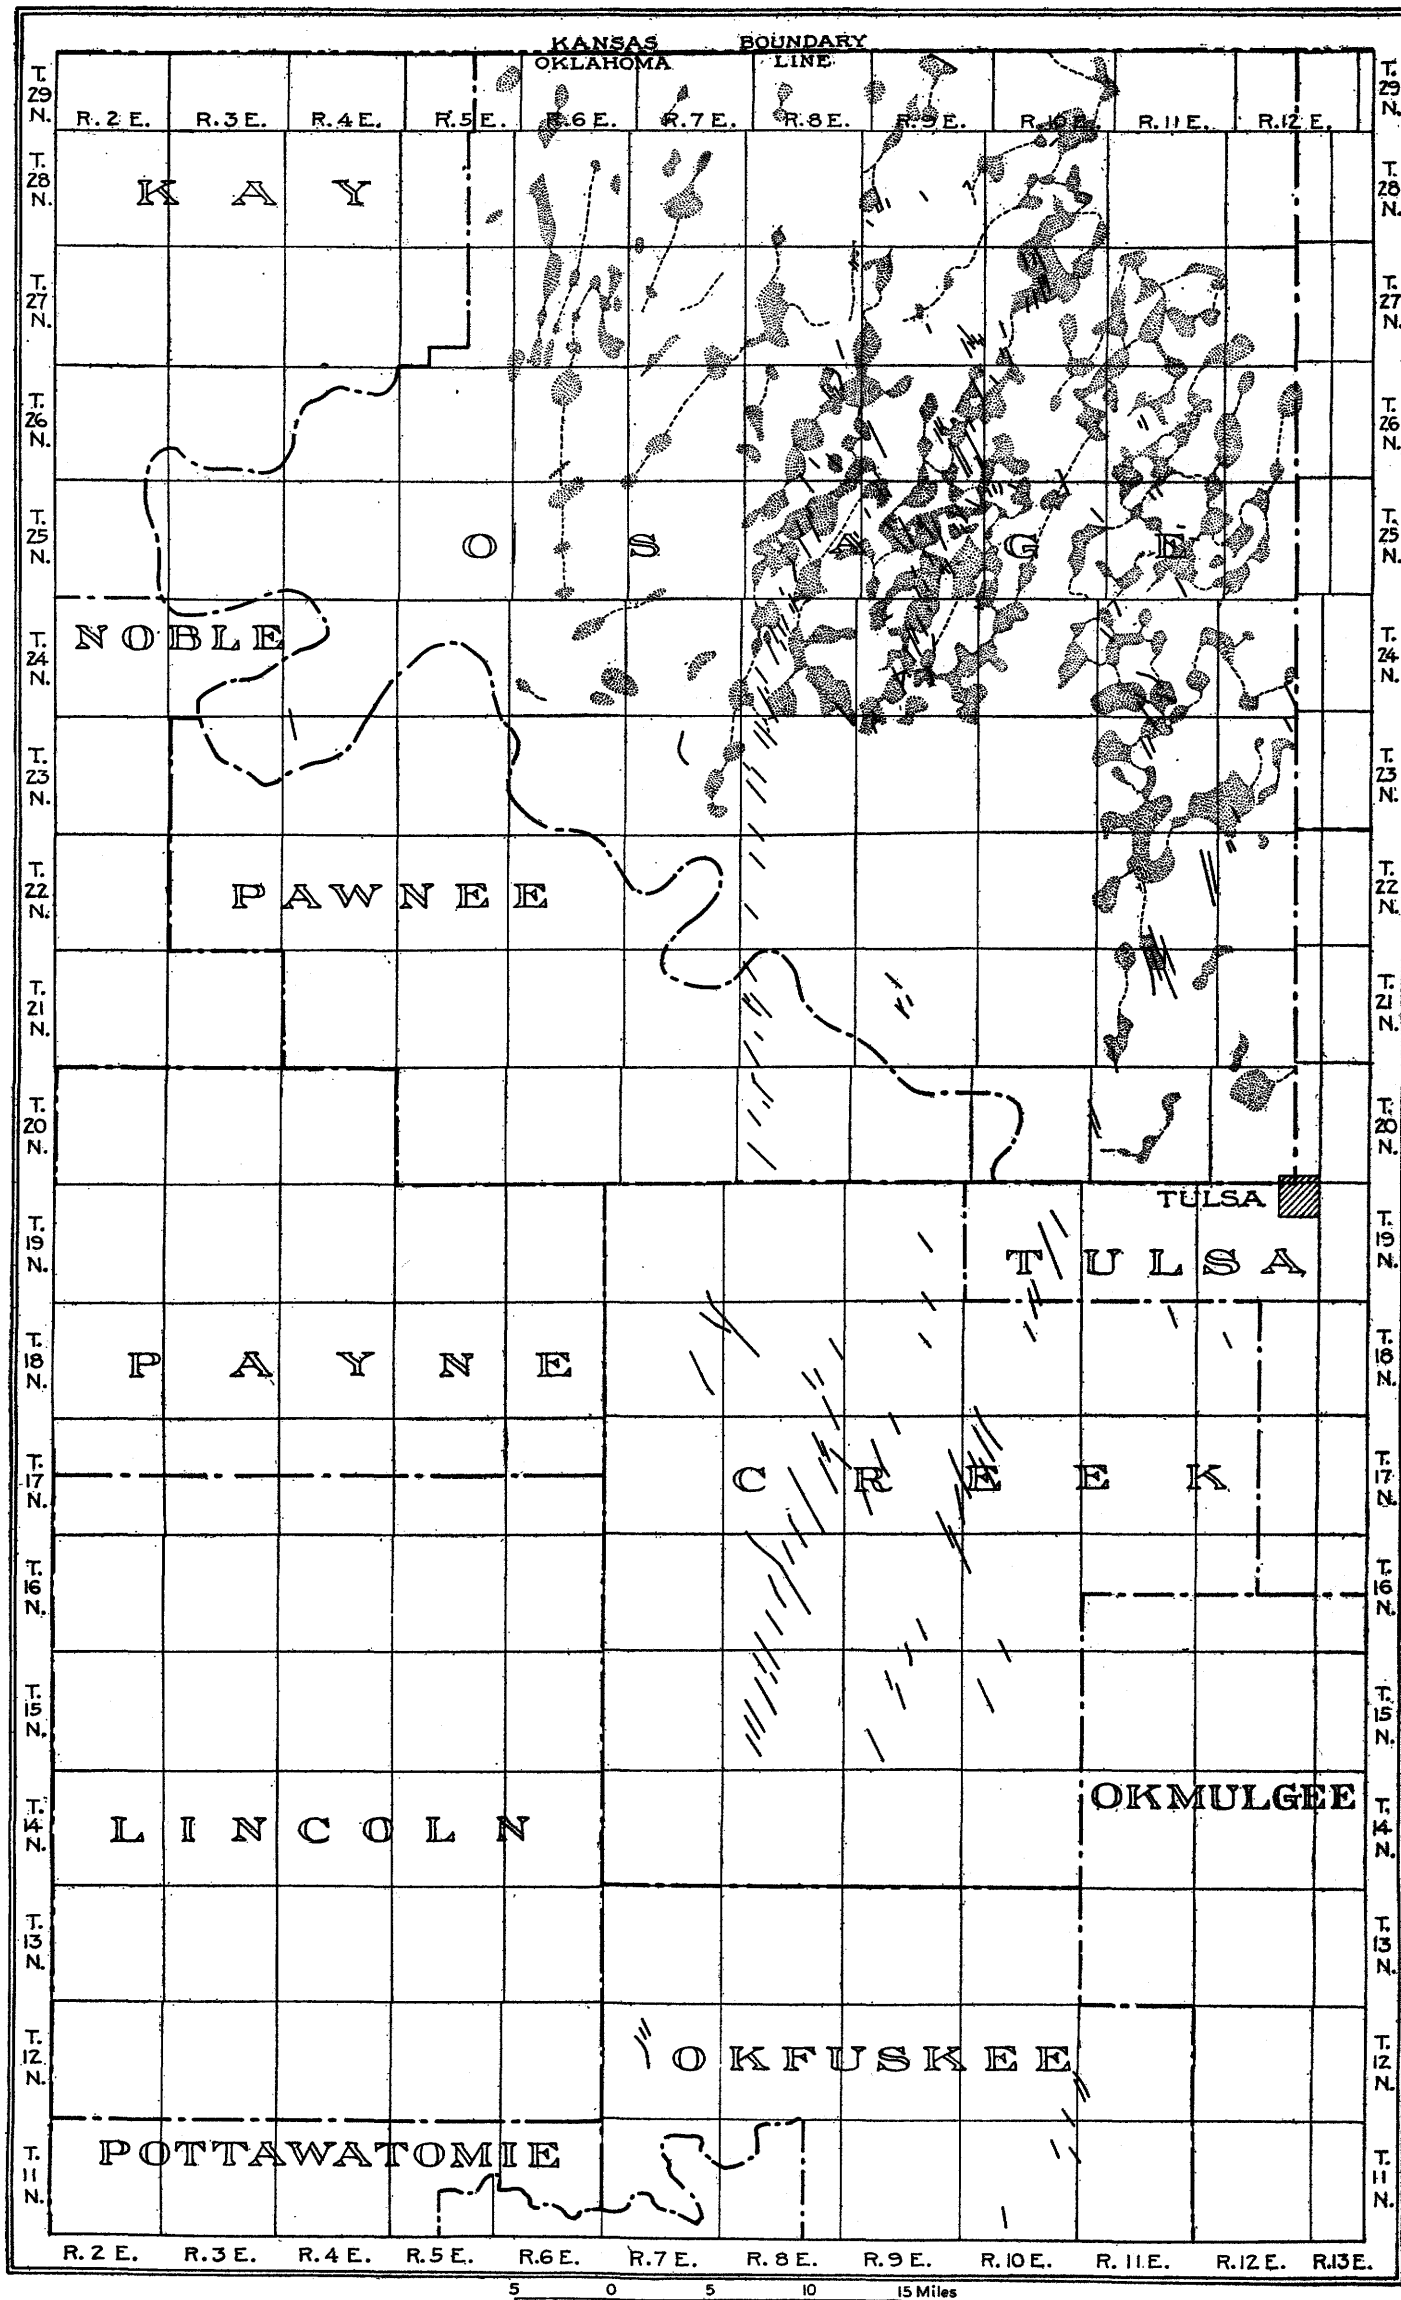 KANSAS BOUNDARY
OKLAHOMA LINE
T. 29 N.
R. 2 E. R. 3 E. R. 4 E. R. 5 E. R. 6 E. R. 7 E. R. 8 E. R. 9 E. R. 10 E. R. 11 E. R. 12 E.
T. 29 N.
T. 28 N.
KAY
T. 28 N.
T. 27 N.
T. 27 N.
T. 26 N.
T. 26 N.
T. 25 N.
OSAGE
T. 25 N.
T. 24 N.
NOBLE
T. 24 N.
T. 23 N.
T. 23 N.
T. 22 N.
PAWNEE
T. 22 N.
T. 21 N.
T. 21 N.
T. 20 N.
T. 20 N.
TULSA
T. 19 N.
TULSA
T. 19 N.
T. 18 N.
PAYNE
T. 18 N.
T. 17 N.
CREEK
T. 17 N.
T. 16 N.
T. 16 N.
T. 15 N.
T. 15 N.
OKMULGEE
T. 14 N.
LINCOLN
T. 14 N.
T. 13 N.
T. 13 N.
T. 12 N.
OKFUSKEE
T. 12 N.
POTTAWATOMIE
T. 11 N.
T. 11 N.
R. 2 E. R. 3 E. R. 4 E. R. 5 E. R. 6 E. R. 7 E. R. 8 E. R. 9 E. R. 10 E. R. 11. E. R. 12 E. R. 13 E.
5 0 5 10 15 Miles